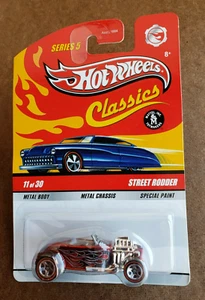 SERIES 5
Hot Wheels
Classics
8+
11 of 30
STREET RODDER
METAL BODY
METAL CHASSIS
SPECIAL PAINT